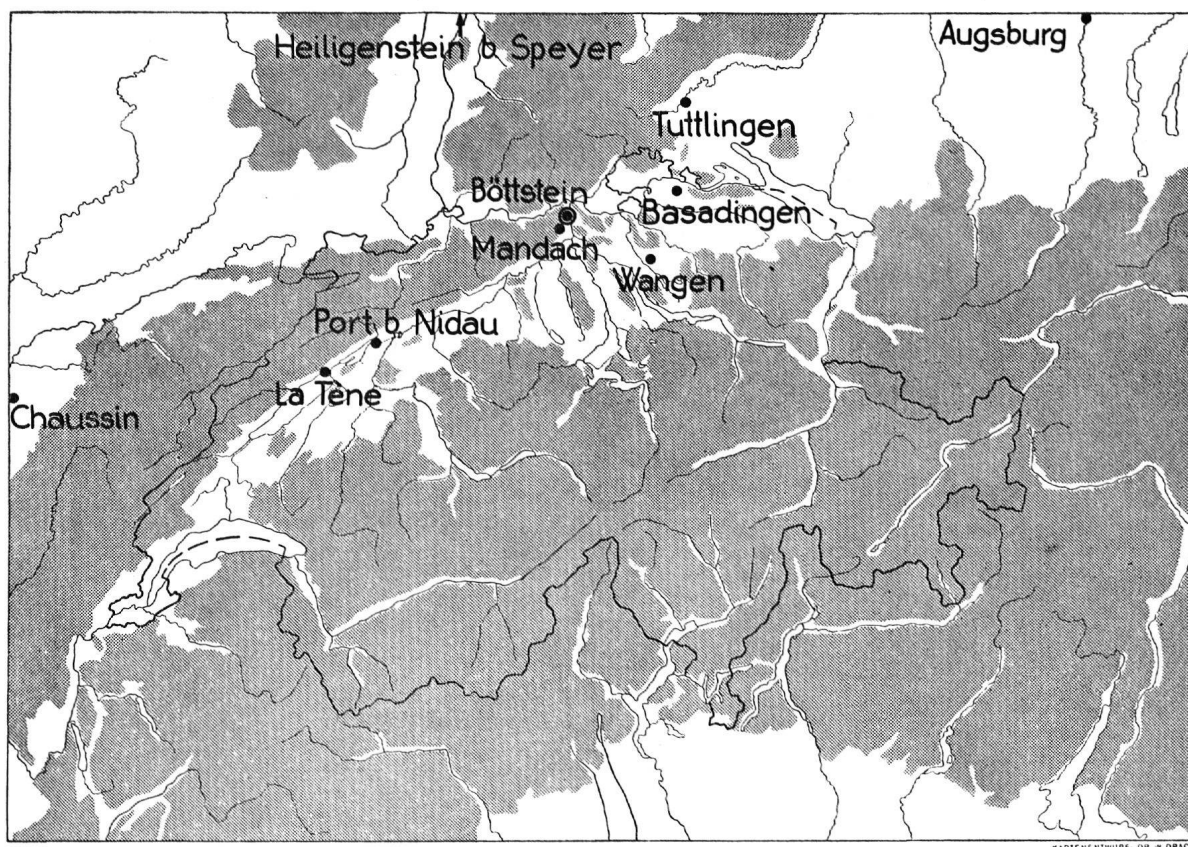 Heiligenstein b. Speyer
Augsburg
Tuttlingen
Böttstein
Basadingen
Mandach
Wangen
Port b. Nidau
La Tène
Chaussin